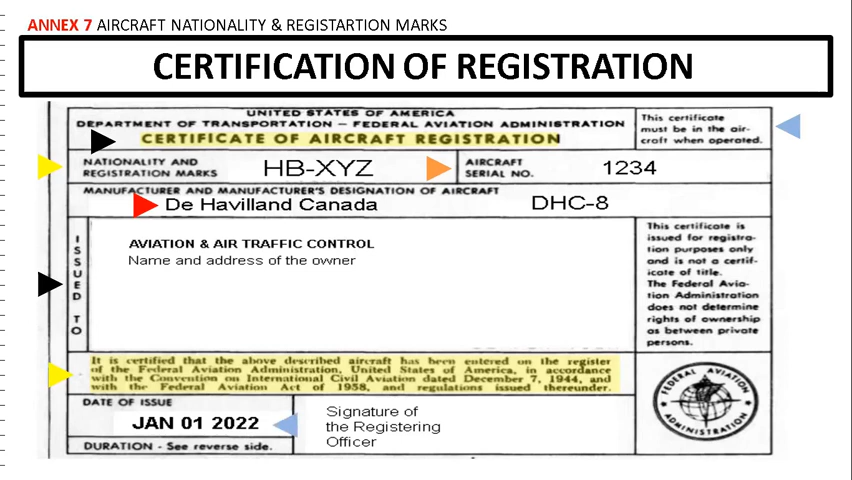 ANNEX 7 AIRCRAFT NATIONALITY & REGISTARTION MARKS
CERTIFICATION OF REGISTRATION
UNITED STATES OF AMERICA
DEPARTMENT OF TRANSPORTATION – FEDERAL AVIATION ADMINISTRATION
CERTIFICATE OF AIRCRAFT REGISTRATION
This certificate
must be in the air-
craft when operated.
NATIONALITY AND
REGISTRATION MARKS
HB-XYZ
AIRCRAFT
SERIAL NO.
1234
MANUFACTURER AND MANUFACTURER'S DESIGNATION OF AIRCRAFT
De Havilland Canada
DHC-8
ISSUED TO
AVIATION & AIR TRAFFIC CONTROL
Name and address of the owner
This certificate is
issued for registra-
tion purposes only
and is not a certif-
icate of title.
The Federal Avia-
tion Administration
does not determine
rights of ownership
as between private
persons.
It is certified that the above described aircraft has been entered on the register
of the Federal Aviation Administration, United States of America, in accordance
with the Convention on International Civil Aviation dated December 7, 1944, and
with the Federal Aviation Act of 1958, and regulations issued thereunder.
DATE OF ISSUE
JAN 01 2022
DURATION - See reverse side.
Signature of
the Registering
Officer
FEDERAL AVIATION
ADMINISTRATION